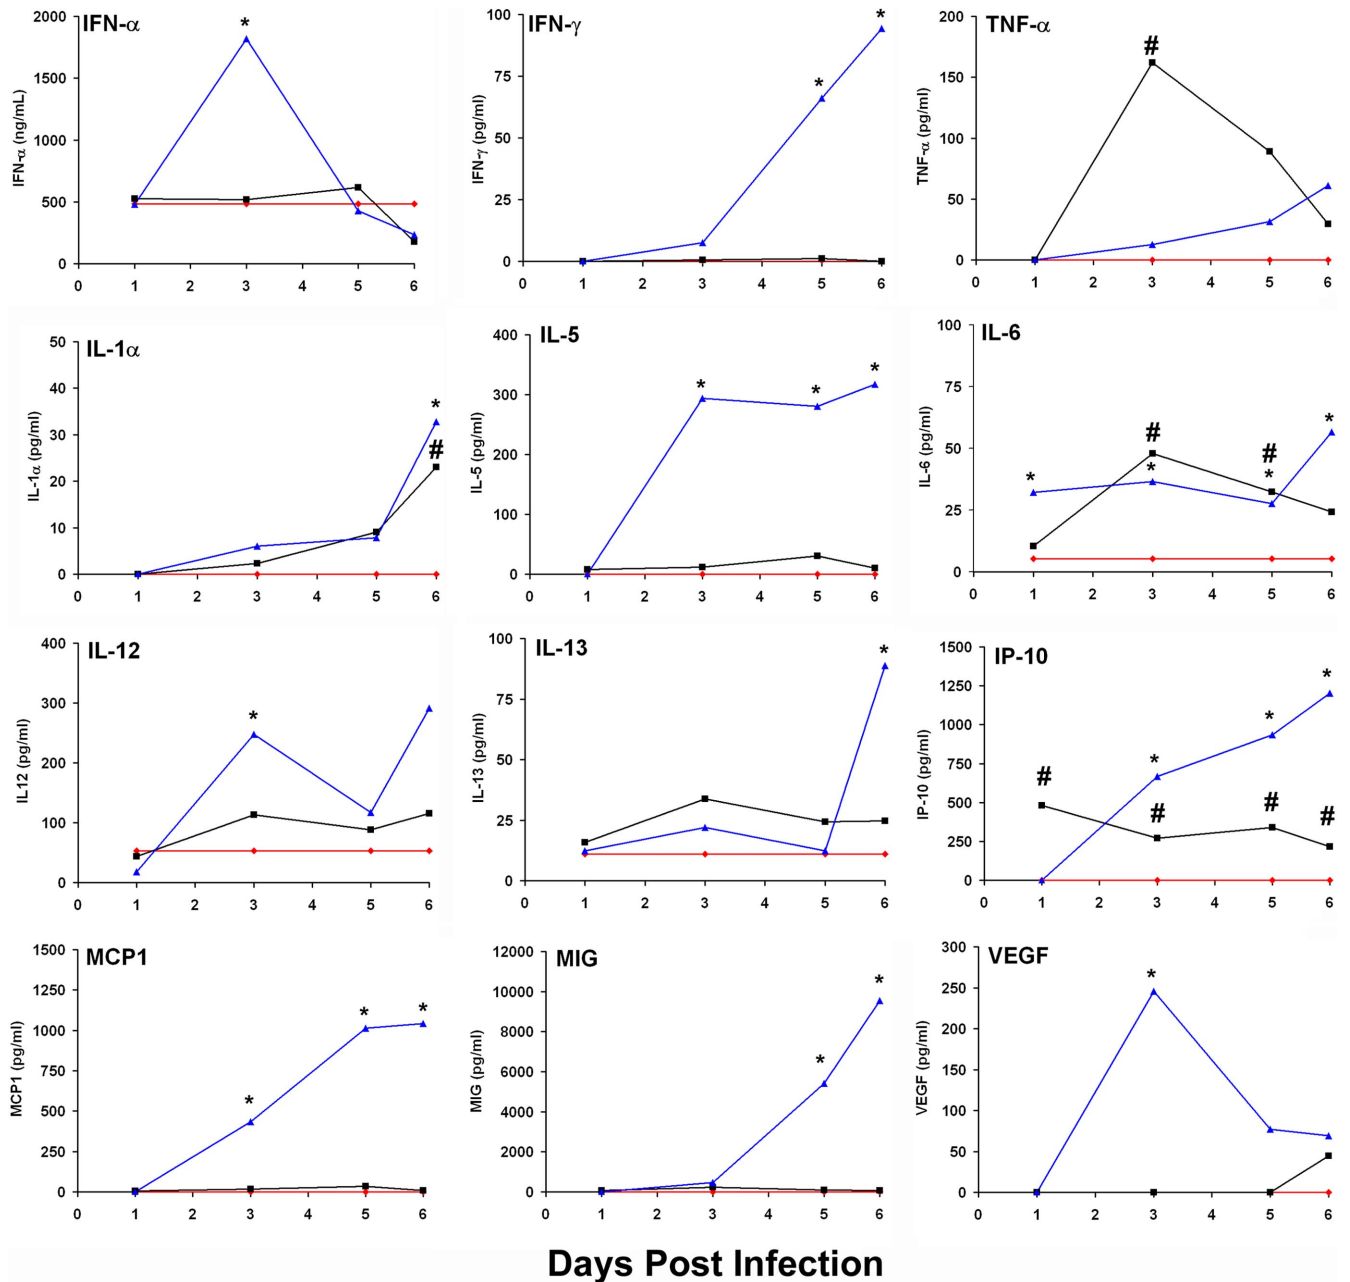 IFN-α
IFN-α (ng/mL)
2000
1500
1000
500
0
*
0 1 2 3 4 5 6
IFN-γ
IFN-γ (pg/ml)
100
75
50
25
0
*
*
0 1 2 3 4 5 6
TNF-α
TNF-α (pg/ml)
200
150
100
50
0
#
0 1 2 3 4 5 6
IL-1α
IL-1α (pg/ml)
50
40
30
20
10
0
*
#
0 1 2 3 4 5 6
IL-5
IL-5 (pg/ml)
400
300
200
100
0
* * *
0 1 2 3 4 5 6
IL-6
IL-6 (pg/ml)
100
75
50
25
0
* # * # * *
0 1 2 3 4 5 6
IL-12
IL12 (pg/ml)
400
300
200
100
0
*
0 1 2 3 4 5 6
IL-13
IL-13 (pg/ml)
100
75
50
25
0
*
0 1 2 3 4 5 6
IP-10
IP-10 (pg/ml)
1500
1250
1000
750
500
250
0
* * *
# # # #
0 1 2 3 4 5 6
MCP1
MCP1 (pg/ml)
1500
1250
1000
750
500
250
0
* * *
0 1 2 3 4 5 6
MIG
MIG (pg/ml)
12000
10000
8000
6000
4000
2000
0
* *
0 1 2 3 4 5 6
VEGF
VEGF (pg/ml)
300
250
200
150
100
50
0
*
0 1 2 3 4 5 6
Days Post Infection